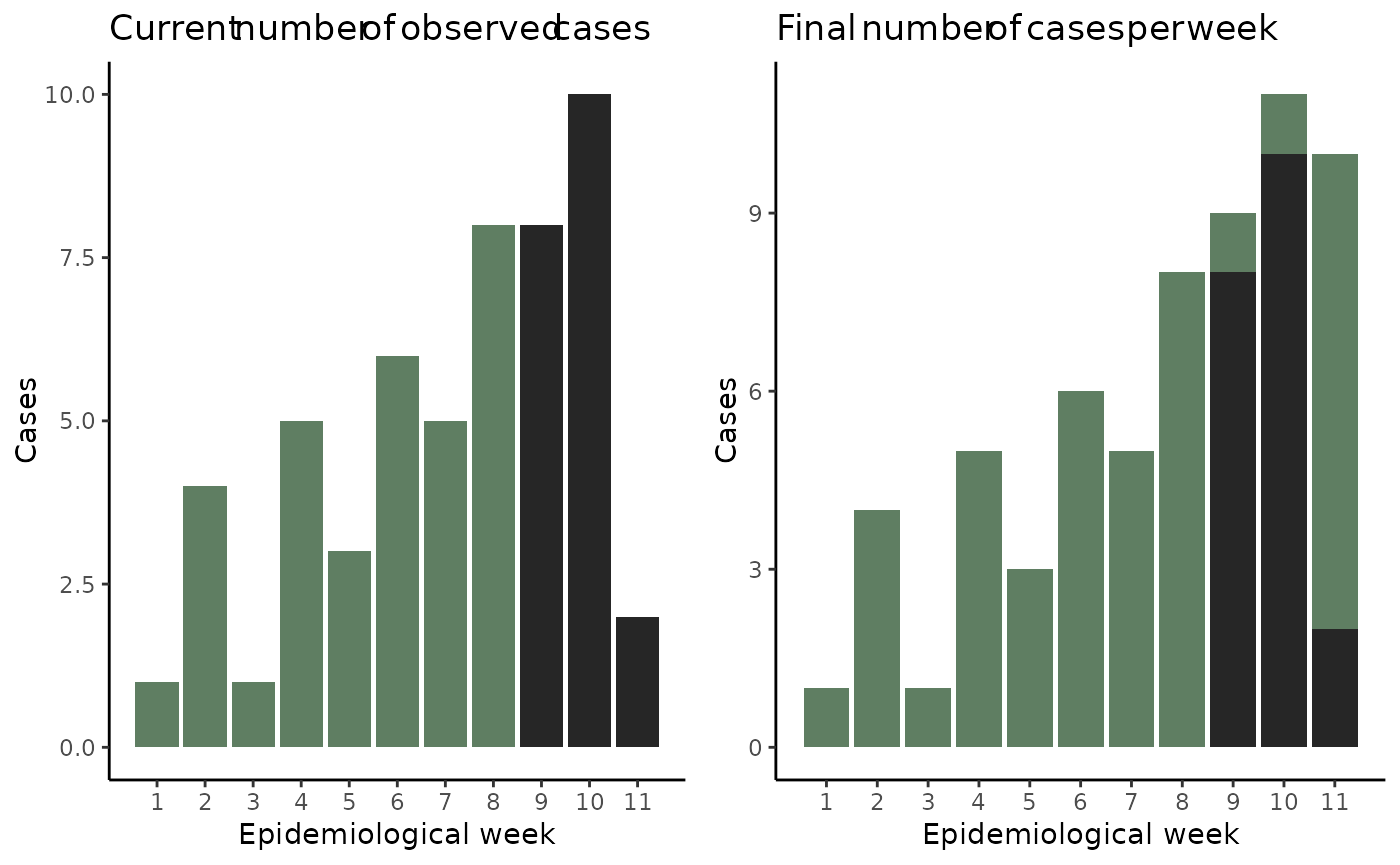 Current number of observed cases
10.0
7.5
5.0
2.5
0.0
Cases
1 2 3 4 5 6 7 8 9 10 11
Epidemiological week
Final number of cases per week
9
6
3
0
Cases
1 2 3 4 5 6 7 8 9 10 11
Epidemiological week